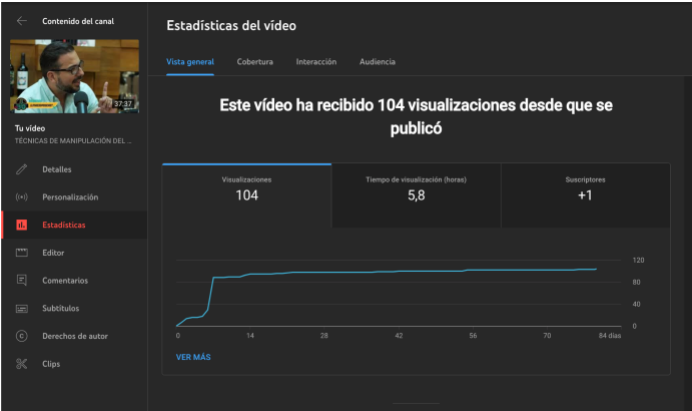 Contenido del canal
37:37
Tu vídeo
TÉCNICAS DE MANIPULACIÓN DEL ...
Detalles
Personalización
Estadísticas
Editor
Comentarios
Subtítulos
Derechos de autor
Clips
Estadísticas del vídeo
Vista general Cobertura Interacción Audiencia
Este vídeo ha recibido 104 visualizaciones desde que se
publicó
Visualizaciones
104
Tiempo de visualización (horas)
5,8
Suscriptores
+1
120
80
40
0
0 14 28 42 56 70 84 días
VER MÁS